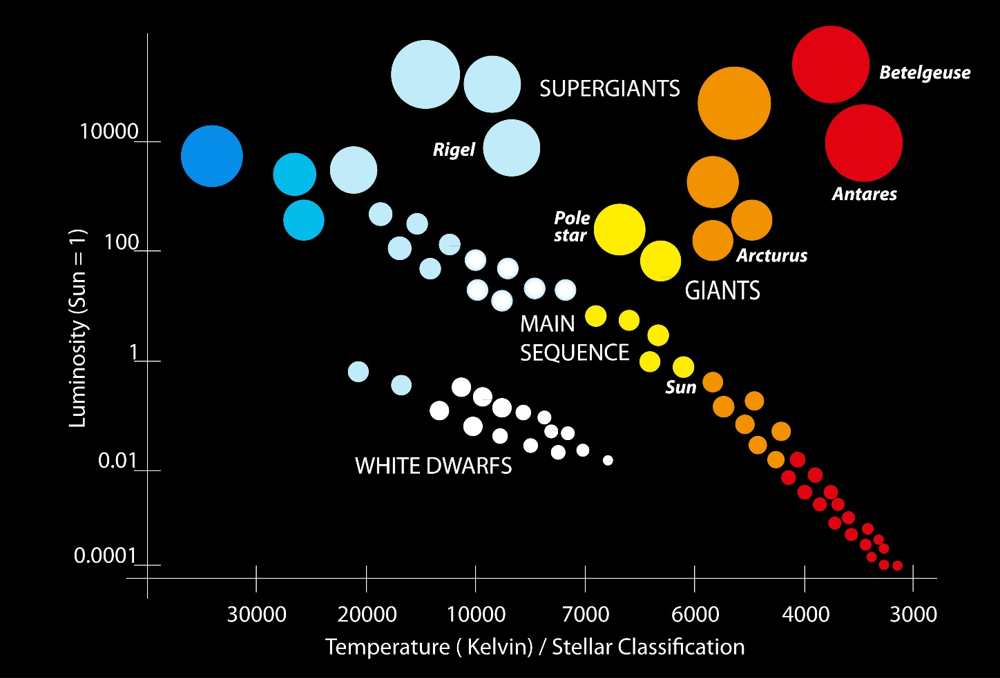 Betelgeuse
SUPERGIANTS
10000
Rigel
Antares
Pole
star
100
Arcturus
GIANTS
MAIN
SEQUENCE
1
Sun
Luminosity (Sun = 1)
0.01
WHITE DWARFS
0.0001
30000 20000 10000 7000 6000 4000 3000
Temperature ( Kelvin) / Stellar Classification